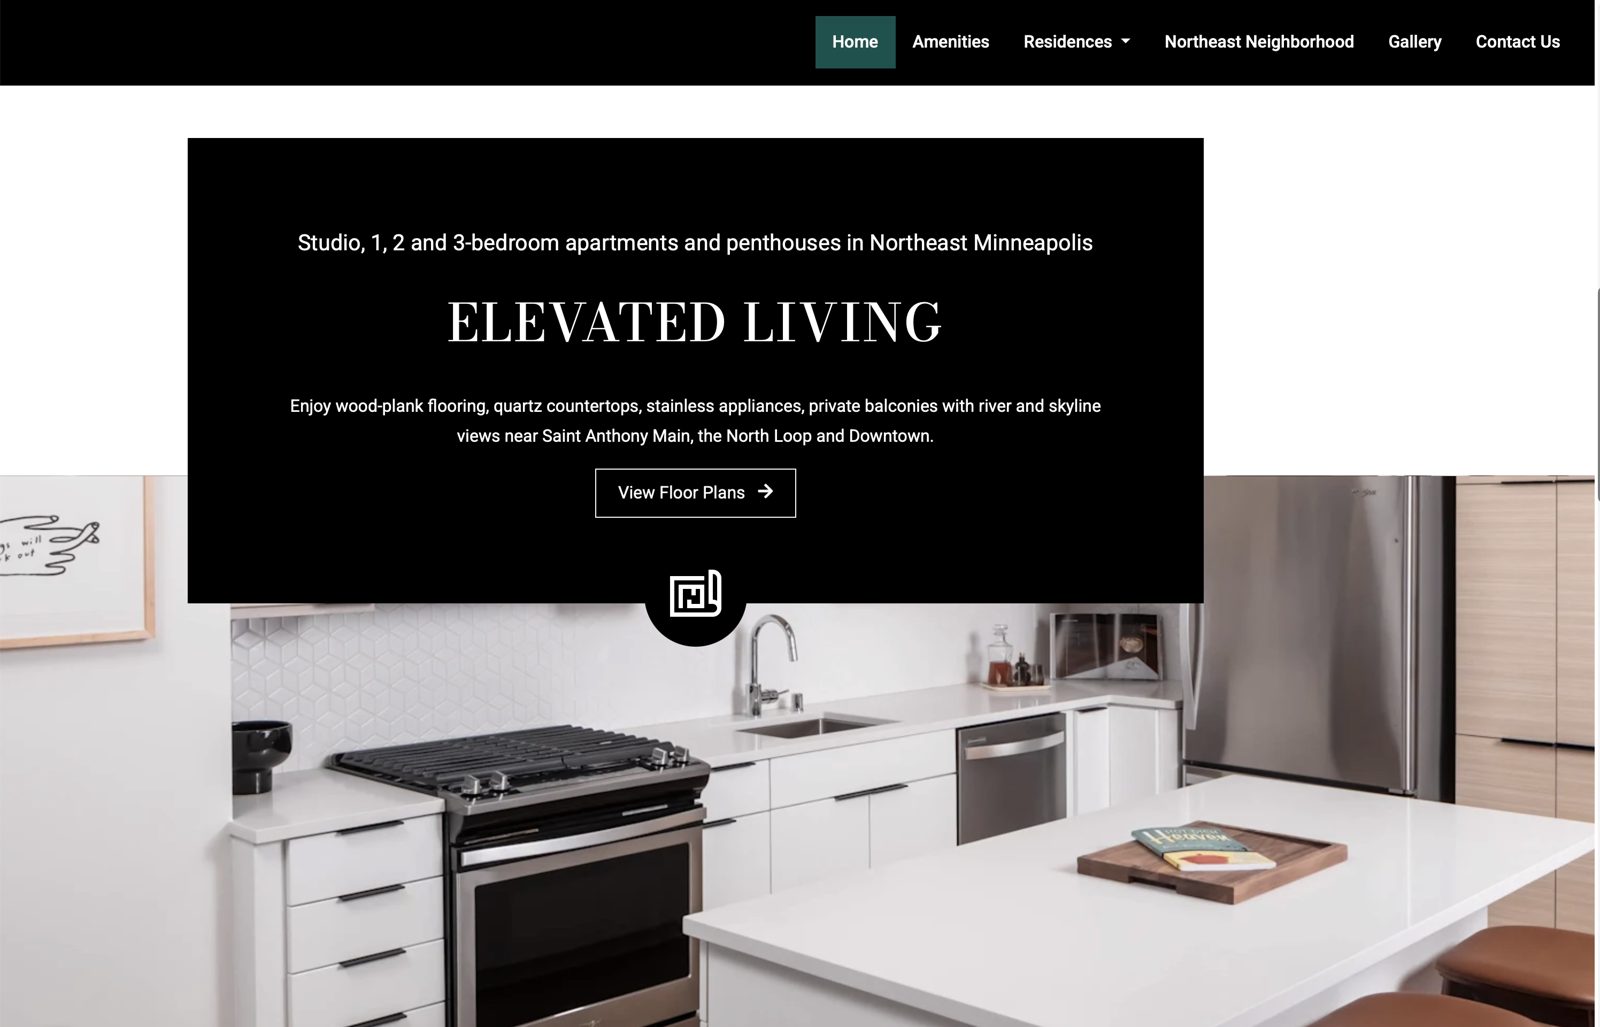 Home
Amenities
Residences
Northeast Neighborhood
Gallery
Contact Us
Studio, 1, 2 and 3-bedroom apartments and penthouses in Northeast Minneapolis
ELEVATED LIVING
Enjoy wood-plank flooring, quartz countertops, stainless appliances, private balconies with river and skyline
views near Saint Anthony Main, the North Loop and Downtown.
View Floor Plans
will
out